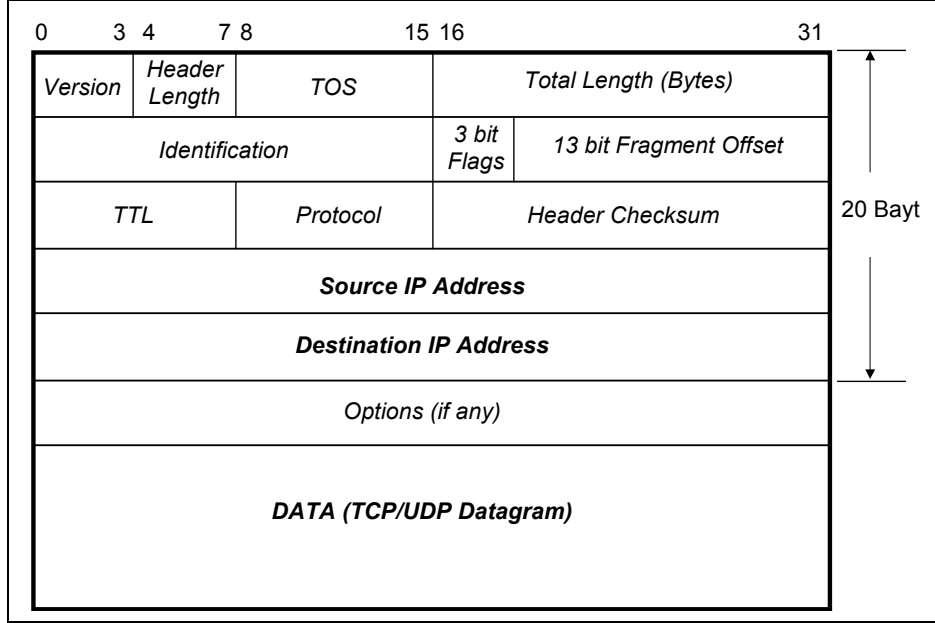 0 3 4 7 8 15 16 31
Version
Header
Length
TOS
Total Length (Bytes)
Identification
3 bit
Flags
13 bit Fragment Offset
TTL
Protocol
Header Checksum
20 Bayt
Source IP Address
Destination IP Address
Options (if any)
DATA (TCP/UDP Datagram)